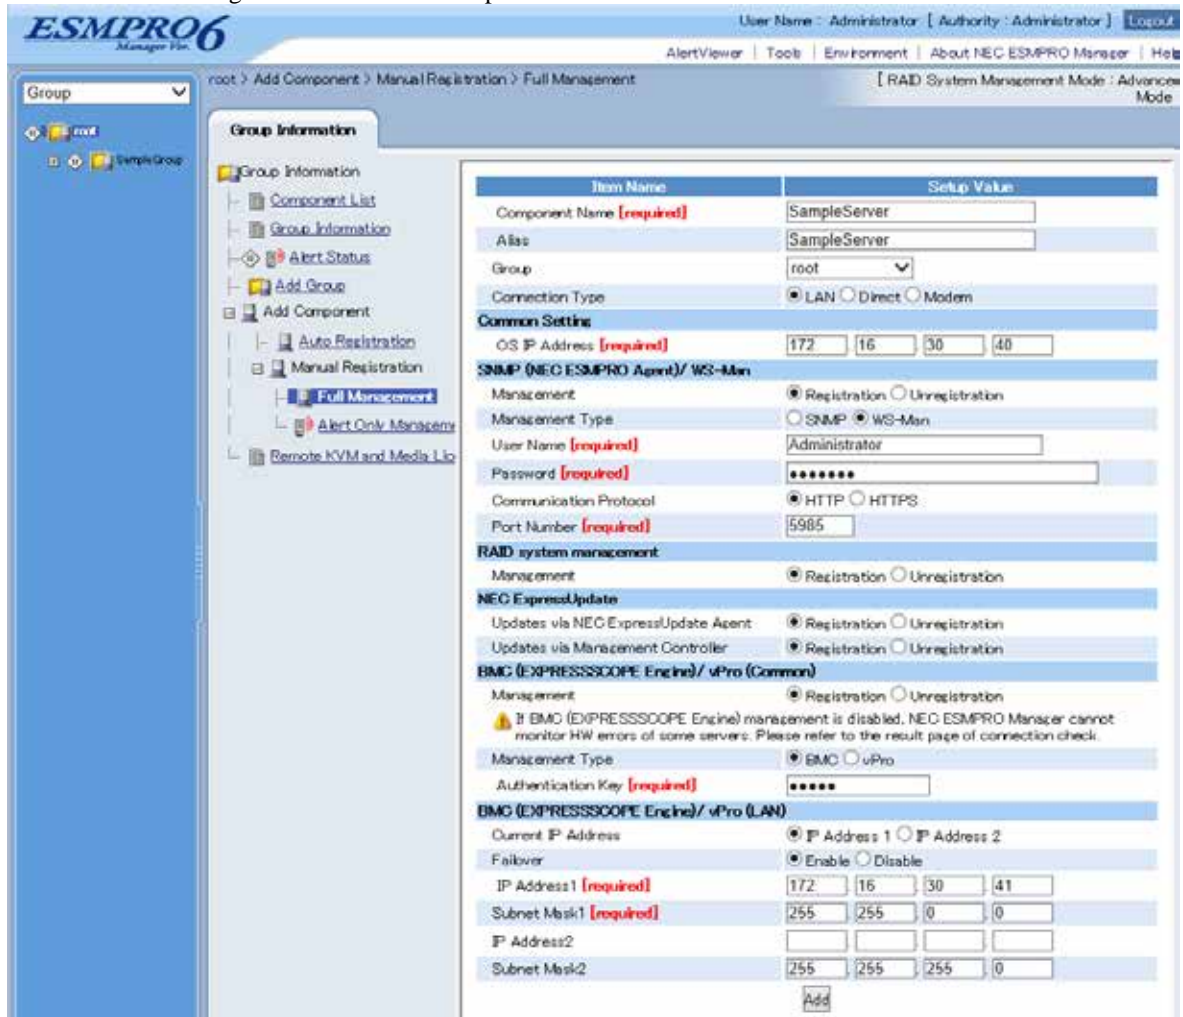 ESMPRO6
Manager Ver.
User Name : Administrator [ Authority : Administrator ] Logout
AlertViewer | Tools | Environment | About NEC ESMPRO Manager | Help
Group
root > Add Component > Manual Registration > Full Management
[ RAID System Management Mode : Advanced Mode
root
SampleGroup
Group Information
Group Information
Component List
Group Information
Alert Status
Add Group
Add Component
Auto Registration
Manual Registration
Full Management
Alert Only Manageme
Remote KVM and Media Lic
Item Name Setup Value
Component Name [required] SampleServer
Alias SampleServer
Group root
Connection Type LAN Direct Modem
Common Setting
OS IP Address [required] 172 16 30 40
SNMP (NEC ESMPRO Agent)/ WS-Man
Management Registration Unregistration
Management Type SNMP WS-Man
User Name [required] Administrator
Password [required] •••••••
Communication Protocol HTTP HTTPS
Port Number [required] 5985
RAID system management
Management Registration Unregistration
NEC ExpressUpdate
Updates via NEC ExpressUpdate Agent Registration Unregistration
Updates via Management Controller Registration Unregistration
BMC (EXPRESSSCOPE Engine)/ vPro (Common)
Management Registration Unregistration
If BMC (EXPRESSSCOPE Engine) management is disabled, NEC ESMPRO Manager cannot
monitor HW errors of some servers. Please refer to the result page of connection check.
Management Type BMC vPro
Authentication Key [required] •••••
BMC (EXPRESSSCOPE Engine)/ vPro (LAN)
Current IP Address IP Address 1 IP Address 2
Failover Enable Disable
IP Address1 [required] 172 16 30 41
Subnet Mask1 [required] 255 255 0 0
IP Address2
Subnet Mask2 255 255 255 0
Add